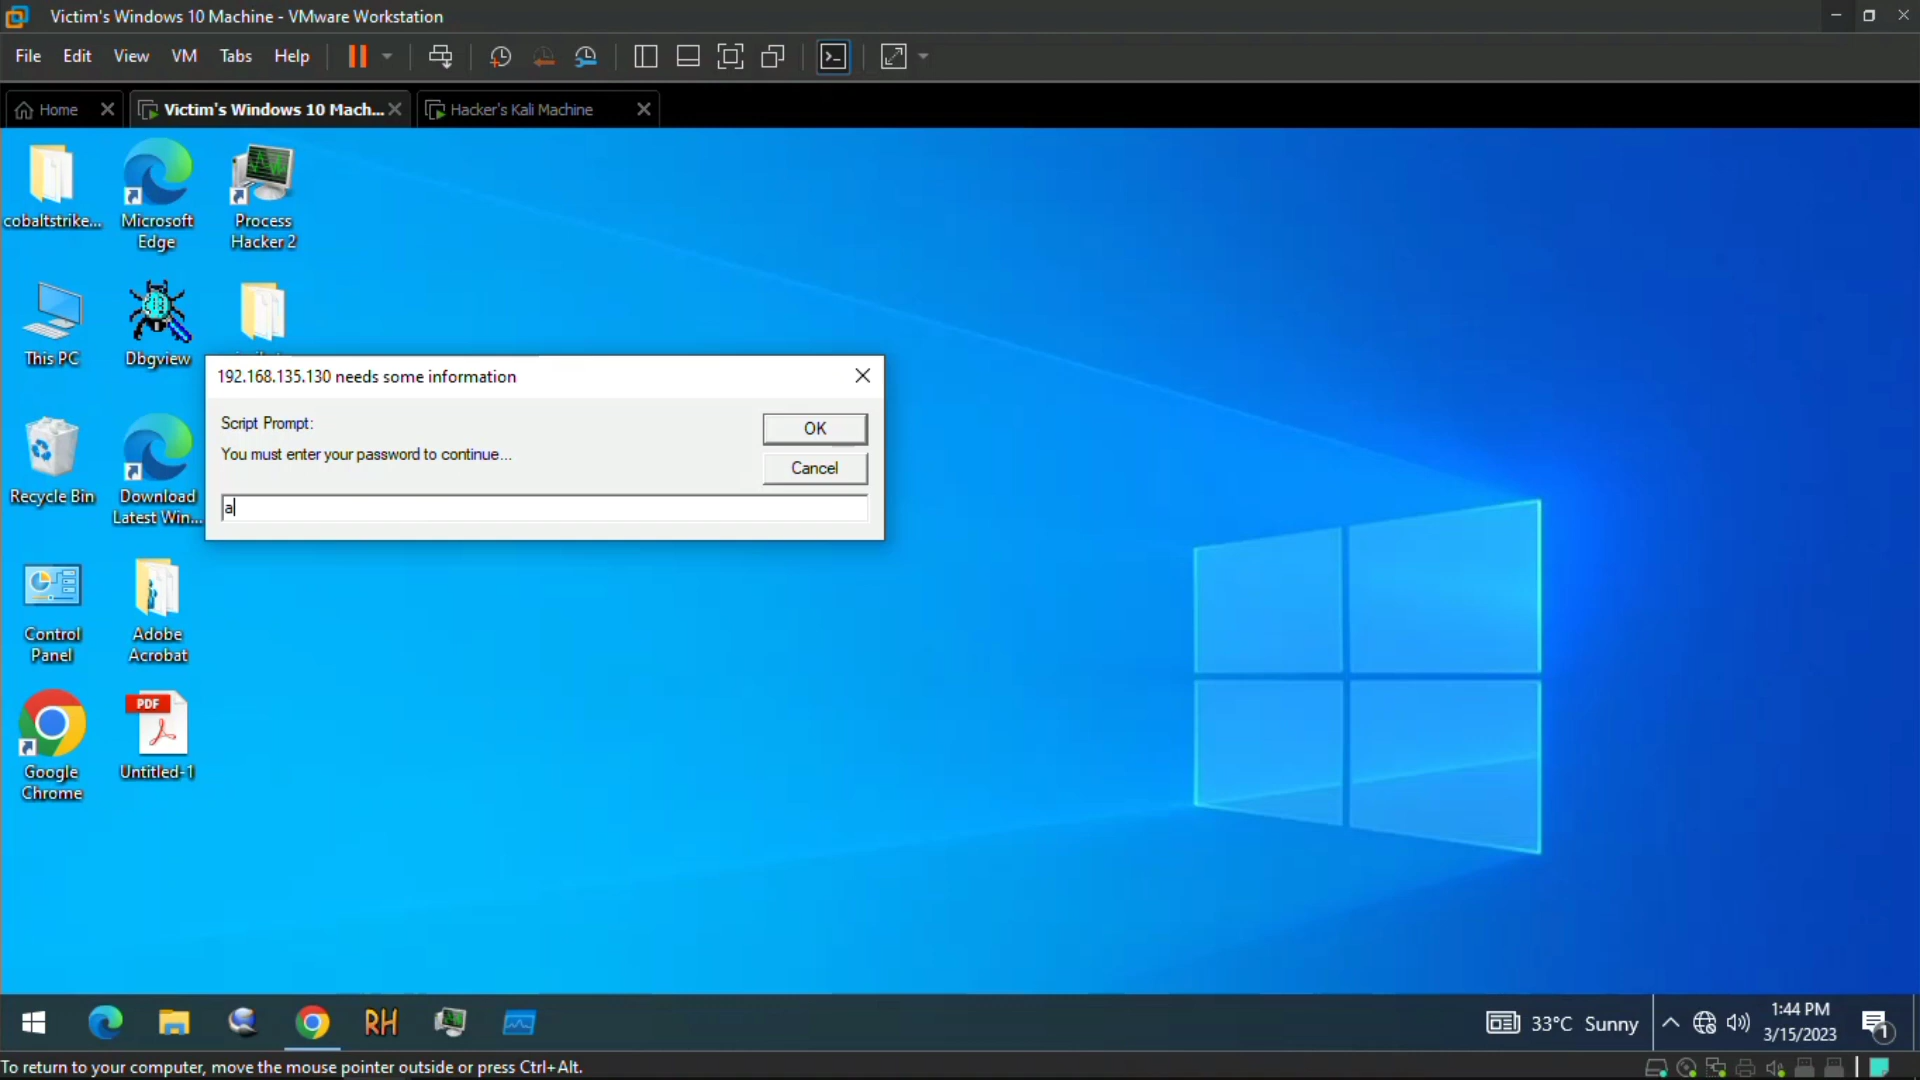 Victim's Windows 10 Machine - VMware Workstation
File Edit View VM Tabs Help
Home
Victim's Windows 10 Mach...
Hacker's Kali Machine
cobaltstrike...
Microsoft
Edge
Process
Hacker 2
This PC
Dbgview
192.168.135.130 needs some information
Script Prompt:
You must enter your password to continue...
OK
Cancel
a
Recycle Bin
Download
Latest Win...
Control
Panel
Adobe
Acrobat
PDF
Google
Chrome
Untitled-1
RH
33°C Sunny
1:44 PM
3/15/2023
1
To return to your computer, move the mouse pointer outside or press Ctrl+Alt.